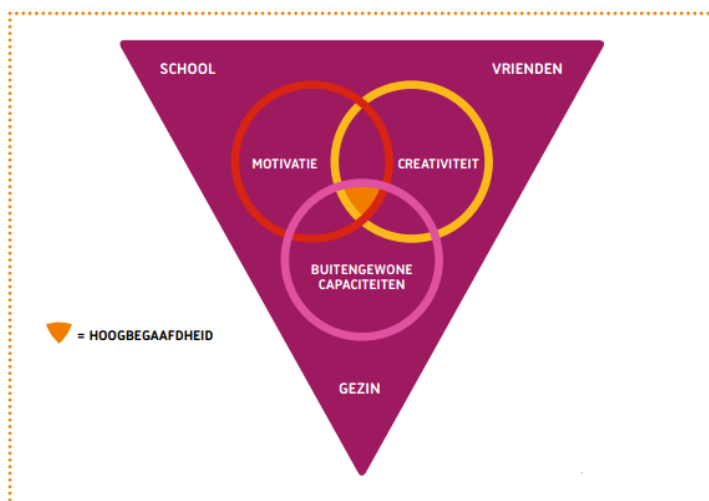 SCHOOL
VRIENDEN
MOTIVATIE
CREATIVITEIT
BUITENGEWONE
CAPACITEITEN
= HOOGBEGAAFDHEID
GEZIN